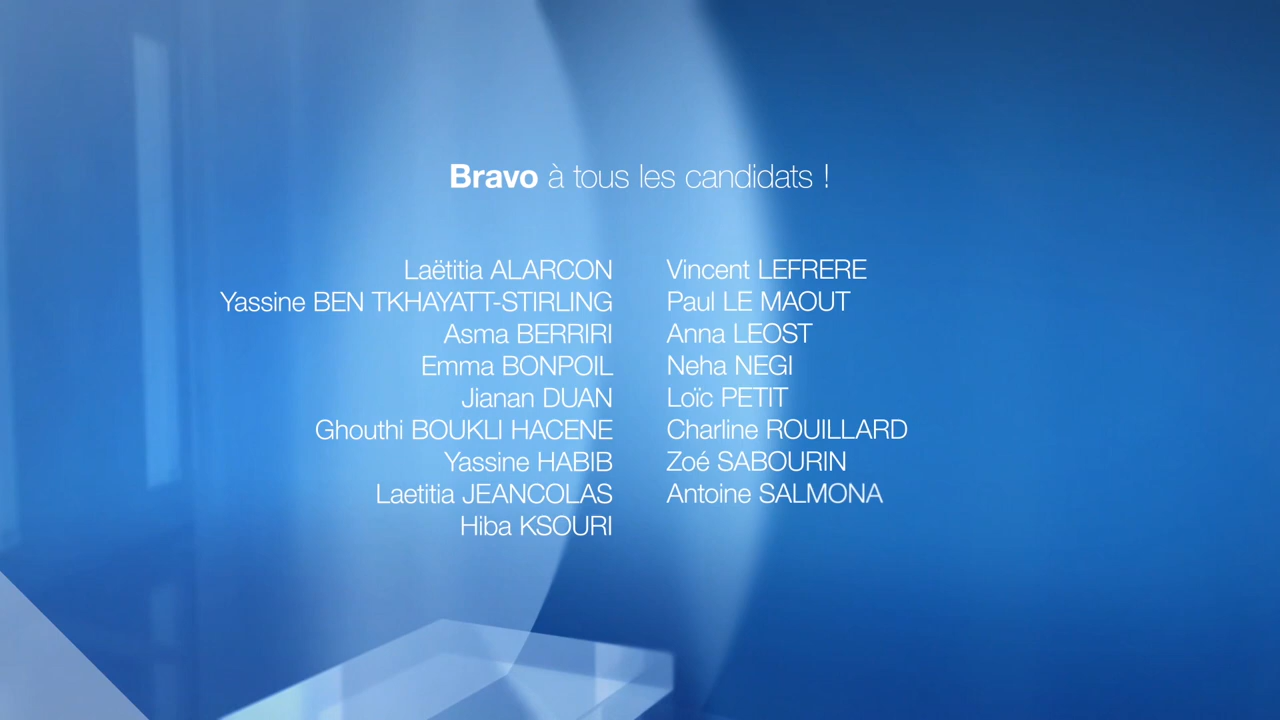 Bravo à tous les candidats !
Laëtitia ALARCON
Yassine BEN TKHAYATT-STIRLING
Asma BERRIRI
Emma BONPOIL
Jianan DUAN
Ghouthi BOUKLI HACENE
Yassine HABIB
Laetitia JEANCOLAS
Hiba KSOURI
Vincent LEFRERE
Paul LE MAOUT
Anna LEOST
Neha NEGI
Loïc PETIT
Charline ROUILLARD
Zoé SABOURIN
Antoine SALMONA